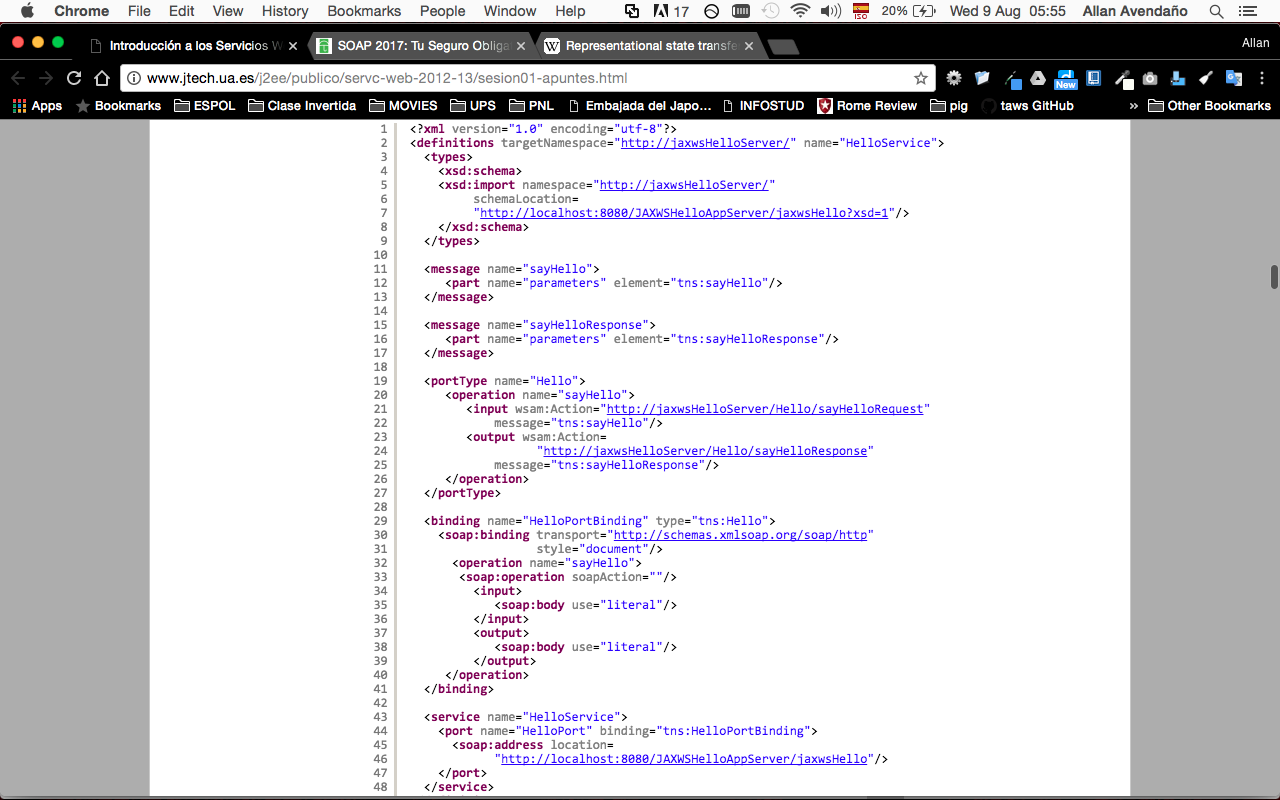 Chrome File Edit View History Bookmarks People Window Help 17 ISO 20% Wed 9 Aug 05:55 Allan Avendaño
Introducción a los Servicios W SOAP 2017: Tu Seguro Obliga Representational state transfe Allan
www.jtech.ua.es/j2ee/publico/servc-web-2012-13/sesion01-apuntes.html New
Apps Bookmarks ESPOL Clase Invertida MOVIES UPS PNL Embajada del Japo... INFOSTUD Rome Review pig taws GitHub » Other Bookmarks
1 <?xml version="1.0" encoding="utf-8"?>
2 <definitions targetNamespace="http://jaxwsHelloServer/" name="HelloService">
3 <types>
4 <xsd:schema>
5 <xsd:import namespace="http://jaxwsHelloServer/"
6 schemaLocation=
7 "http://localhost:8080/JAXWSHelloAppServer/jaxwsHello?xsd=1"/>
8 </xsd:schema>
9 </types>
10
11 <message name="sayHello">
12 <part name="parameters" element="tns:sayHello"/>
13 </message>
14
15 <message name="sayHelloResponse">
16 <part name="parameters" element="tns:sayHelloResponse"/>
17 </message>
18
19 <portType name="Hello">
20 <operation name="sayHello">
21 <input wsam:Action="http://jaxwsHelloServer/Hello/sayHelloRequest"
22 message="tns:sayHello"/>
23 <output wsam:Action=
24 "http://jaxwsHelloServer/Hello/sayHelloResponse"
25 message="tns:sayHelloResponse"/>
26 </operation>
27 </portType>
28
29 <binding name="HelloPortBinding" type="tns:Hello">
30 <soap:binding transport="http://schemas.xmlsoap.org/soap/http"
31 style="document"/>
32 <operation name="sayHello">
33 <soap:operation soapAction=""/>
34 <input>
35 <soap:body use="literal"/>
36 </input>
37 <output>
38 <soap:body use="literal"/>
39 </output>
40 </operation>
41 </binding>
42
43 <service name="HelloService">
44 <port name="HelloPort" binding="tns:HelloPortBinding">
45 <soap:address location=
46 "http://localhost:8080/JAXWSHelloAppServer/jaxwsHello"/>
47 </port>
48 </service>